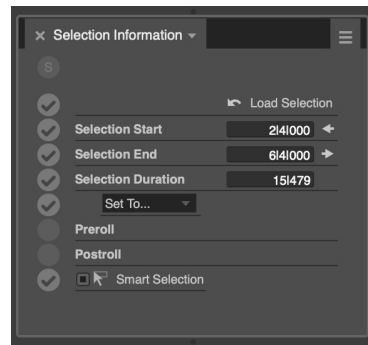 Selection Information
S
Load Selection
Selection Start 2|4|000
Selection End 6|4|000
Selection Duration 15|479
Set To...
Preroll
Postroll
Smart Selection